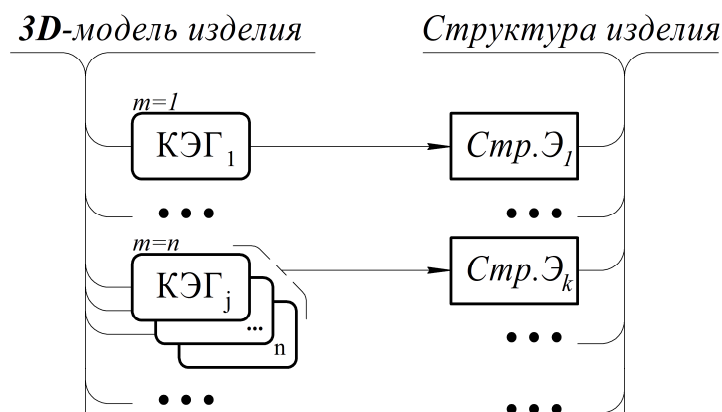 3D-модель изделия
Структура изделия
m=1
КЭГ1
Стр.Э1
• • •
• • •
m=n
КЭГj
Стр.Эk
...
n
• • •
• • •
• • •